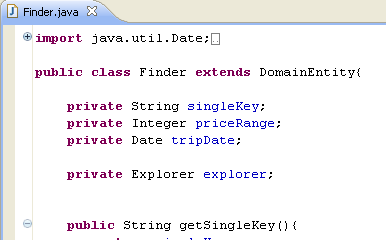 Finder.java
import java.util.Date;
public class Finder extends DomainEntity{
private String singleKey;
private Integer priceRange;
private Date tripDate;
private Explorer explorer;
public String getSingleKey(){